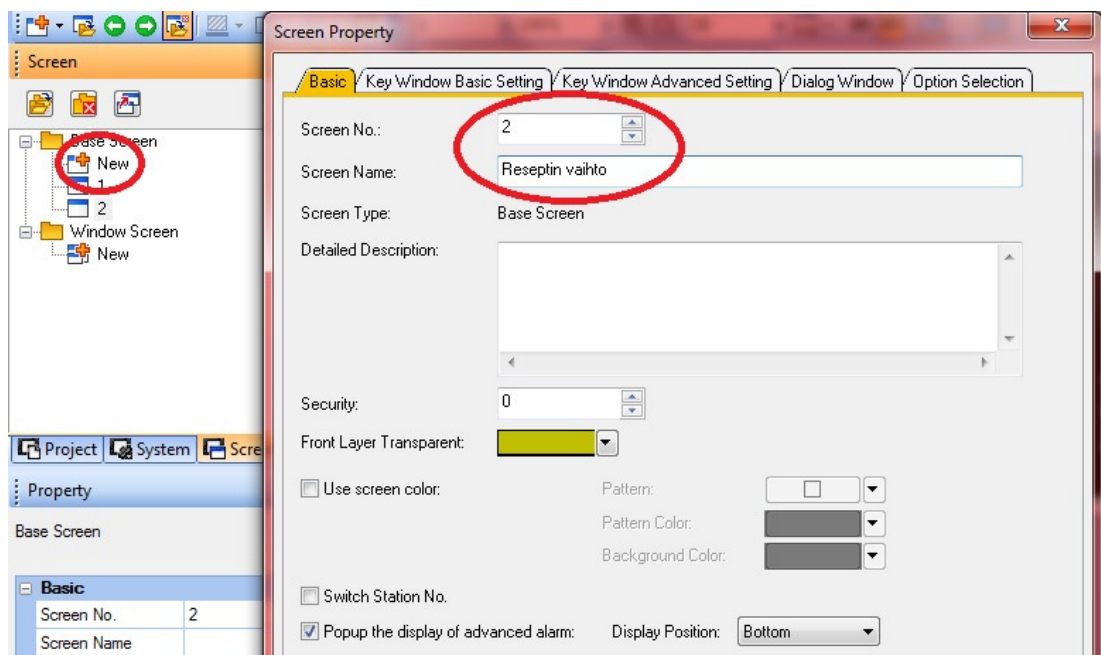 Screen
Base Screen
New
1
2
Window Screen
New
Project System Scre
Property
Base Screen
Basic
Screen No. 2
Screen Name
Screen Property
Basic Key Window Basic Setting Key Window Advanced Setting Dialog Window Option Selection
Screen No.: 2
Screen Name: Reseptin vaihto
Screen Type: Base Screen
Detailed Description:
Security: 0
Front Layer Transparent:
Use screen color: Pattern:
Pattern Color:
Background Color:
Switch Station No.
Popup the display of advanced alarm: Display Position: Bottom